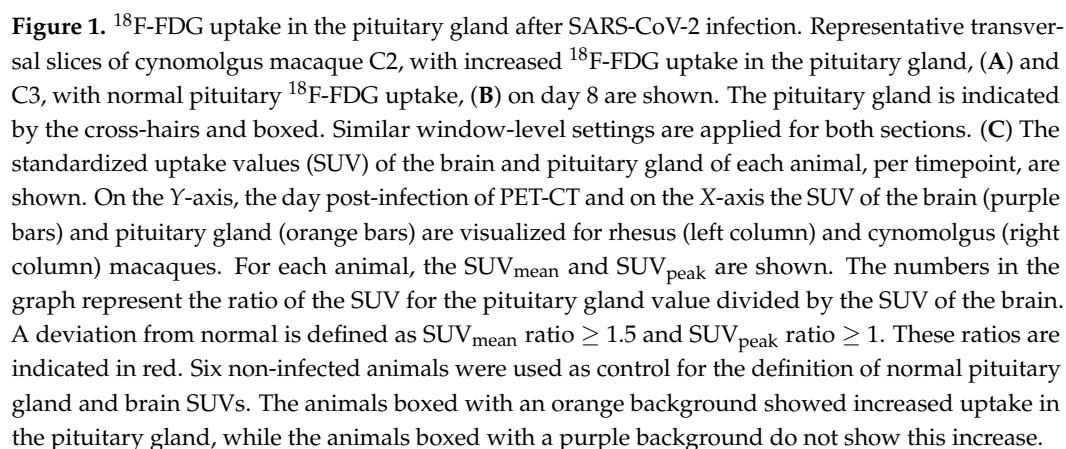 Figure 1. ¹⁸F-FDG uptake in the pituitary gland after SARS-CoV-2 infection. Representative transver-
sal slices of cynomolgus macaque C2, with increased ¹⁸F-FDG uptake in the pituitary gland, (A) and
C3, with normal pituitary ¹⁸F-FDG uptake, (B) on day 8 are shown. The pituitary gland is indicated
by the cross-hairs and boxed. Similar window-level settings are applied for both sections. (C) The
standardized uptake values (SUV) of the brain and pituitary gland of each animal, per timepoint, are
shown. On the Y-axis, the day post-infection of PET-CT and on the X-axis the SUV of the brain (purple
bars) and pituitary gland (orange bars) are visualized for rhesus (left column) and cynomolgus (right
column) macaques. For each animal, the SUVmean and SUVpeak are shown. The numbers in the
graph represent the ratio of the SUV for the pituitary gland value divided by the SUV of the brain.
A deviation from normal is defined as SUVmean ratio ≥ 1.5 and SUVpeak ratio ≥ 1. These ratios are
indicated in red. Six non-infected animals were used as control for the definition of normal pituitary
gland and brain SUVs. The animals boxed with an orange background showed increased uptake in
the pituitary gland, while the animals boxed with a purple background do not show this increase.